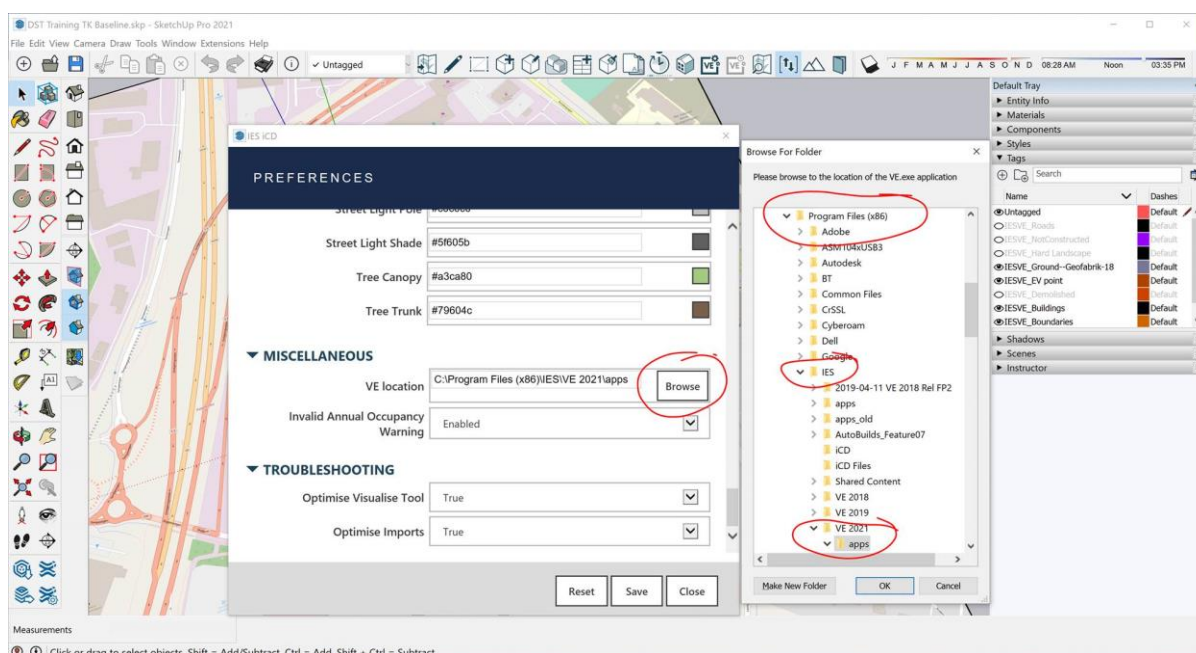 DST Training TK Baseline.skp - SketchUp Pro 2021
File Edit View Camera Draw Tools Window Extensions Help
Untagged
J F M A M J J A S O N D 08:28 AM Noon 03:35 PM
IES iCD
PREFERENCES
Street Light Pole
Street Light Shade #5f605b
Tree Canopy #a3ca80
Tree Trunk #79604c
MISCELLANEOUS
VE location C:\Program Files (x86)\IES\VE 2021\apps Browse
Invalid Annual Occupancy
Warning Enabled
TROUBLESHOOTING
Optimise Visualise Tool True
Optimise Imports True
Reset Save Close
Browse For Folder
Please browse to the location of the VE.exe application
Program Files (x86)
Adobe
ASMT104xUSB3
Autodesk
BT
Common Files
CrSSL
Cyberoam
Dell
Google
IES
2019-04-11 VE 2018 Rel FP2
apps
apps_old
AutoBuilds_Feature07
iCD
iCD Files
Shared Content
VE 2018
VE 2019
VE 2021
apps
Make New Folder OK Cancel
Default Tray
Entity Info
Materials
Components
Styles
Tags
Search
Name Dashes
Untagged Default
IESVE_Roads Default
IESVE_NotConstructed Default
IESVE_Hard Landscape Default
IESVE_Ground--Geofabrik-18 Default
IESVE_EV point Default
IESVE_Demolished Default
IESVE_Buildings Default
IESVE_Boundaries Default
Shadows
Scenes
Instructor
Measurements
Click or drag to select objects. Shift = Add/Subtract. Ctrl = Add. Shift + Ctrl = Subtract.